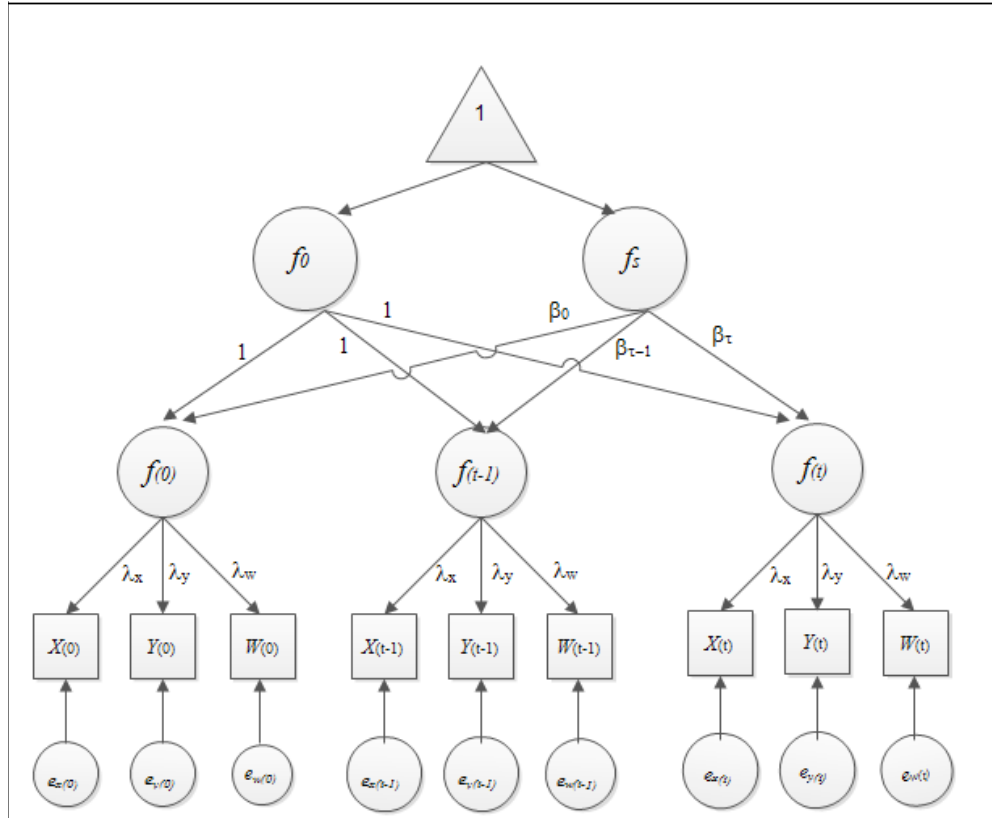 1
f0 fs
1 β0
1 1 βτ−1 βτ
f(0) f(t-1) f(t)
λx λy λw λx λy λw λx λy λw
X(0) Y(0) W(0) X(t-1) Y(t-1) W(t-1) X(t) Y(t) W(t)
ex(0) ey(0) ew(0) ex(t-1) ey(t-1) ew(t-1) ex(t) ey(t) ew(t)